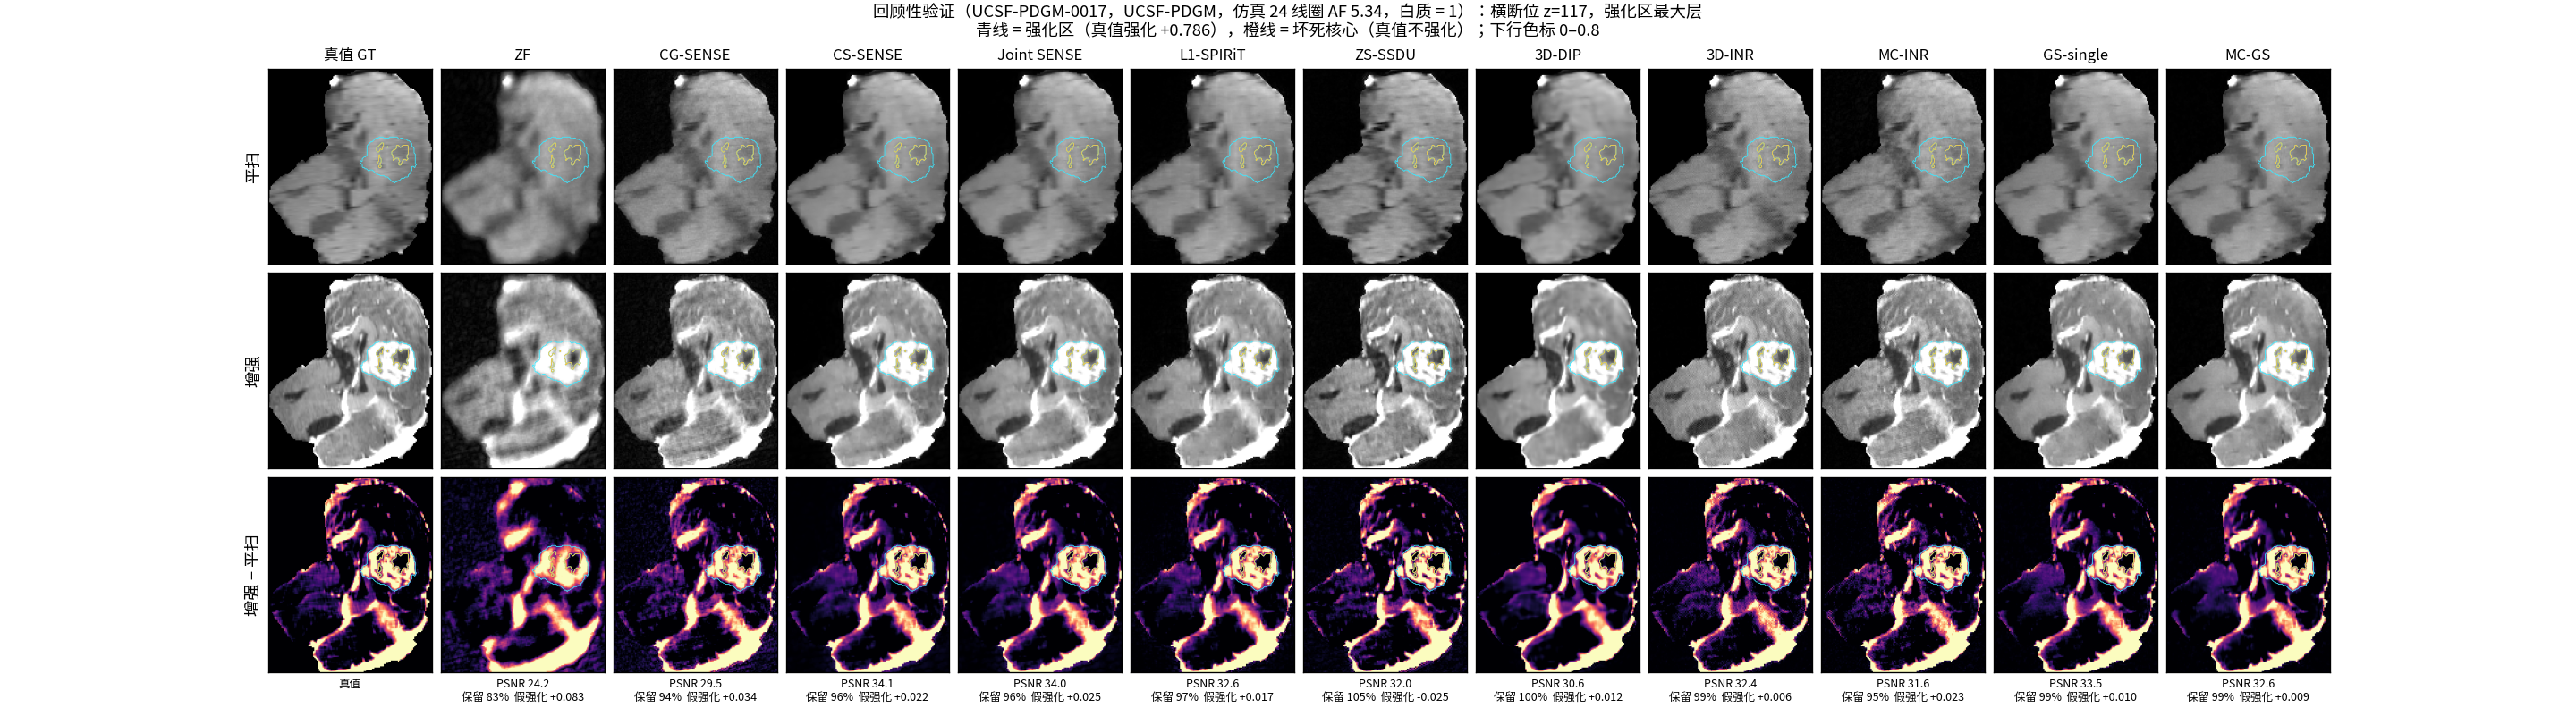 回顾性验证（UCSF-PDGM-0017，UCSF-PDGM，仿真 24 线圈 AF 5.34，白质 = 1）：横断位 z=117，强化区最大层
青线 = 强化区（真值强化 +0.786），橙线 = 坏死核心（真值不强化）；下行色标 0–0.8
真值 GT ZF CG-SENSE CS-SENSE Joint SENSE L1-SPIRiT ZS-SSDU 3D-DIP 3D-INR MC-INR GS-single MC-GS
平扫
增强
增强 − 平扫
真值 PSNR 24.2 PSNR 29.5 PSNR 34.1 PSNR 34.0 PSNR 32.6 PSNR 32.0 PSNR 30.6 PSNR 32.4 PSNR 31.6 PSNR 33.5 PSNR 32.6
保留 83% 假强化 +0.083 保留 94% 假强化 +0.034 保留 96% 假强化 +0.022 保留 96% 假强化 +0.025 保留 97% 假强化 +0.017 保留 105% 假强化 -0.025 保留 100% 假强化 +0.012 保留 99% 假强化 +0.006 保留 95% 假强化 +0.023 保留 99% 假强化 +0.010 保留 99% 假强化 +0.009